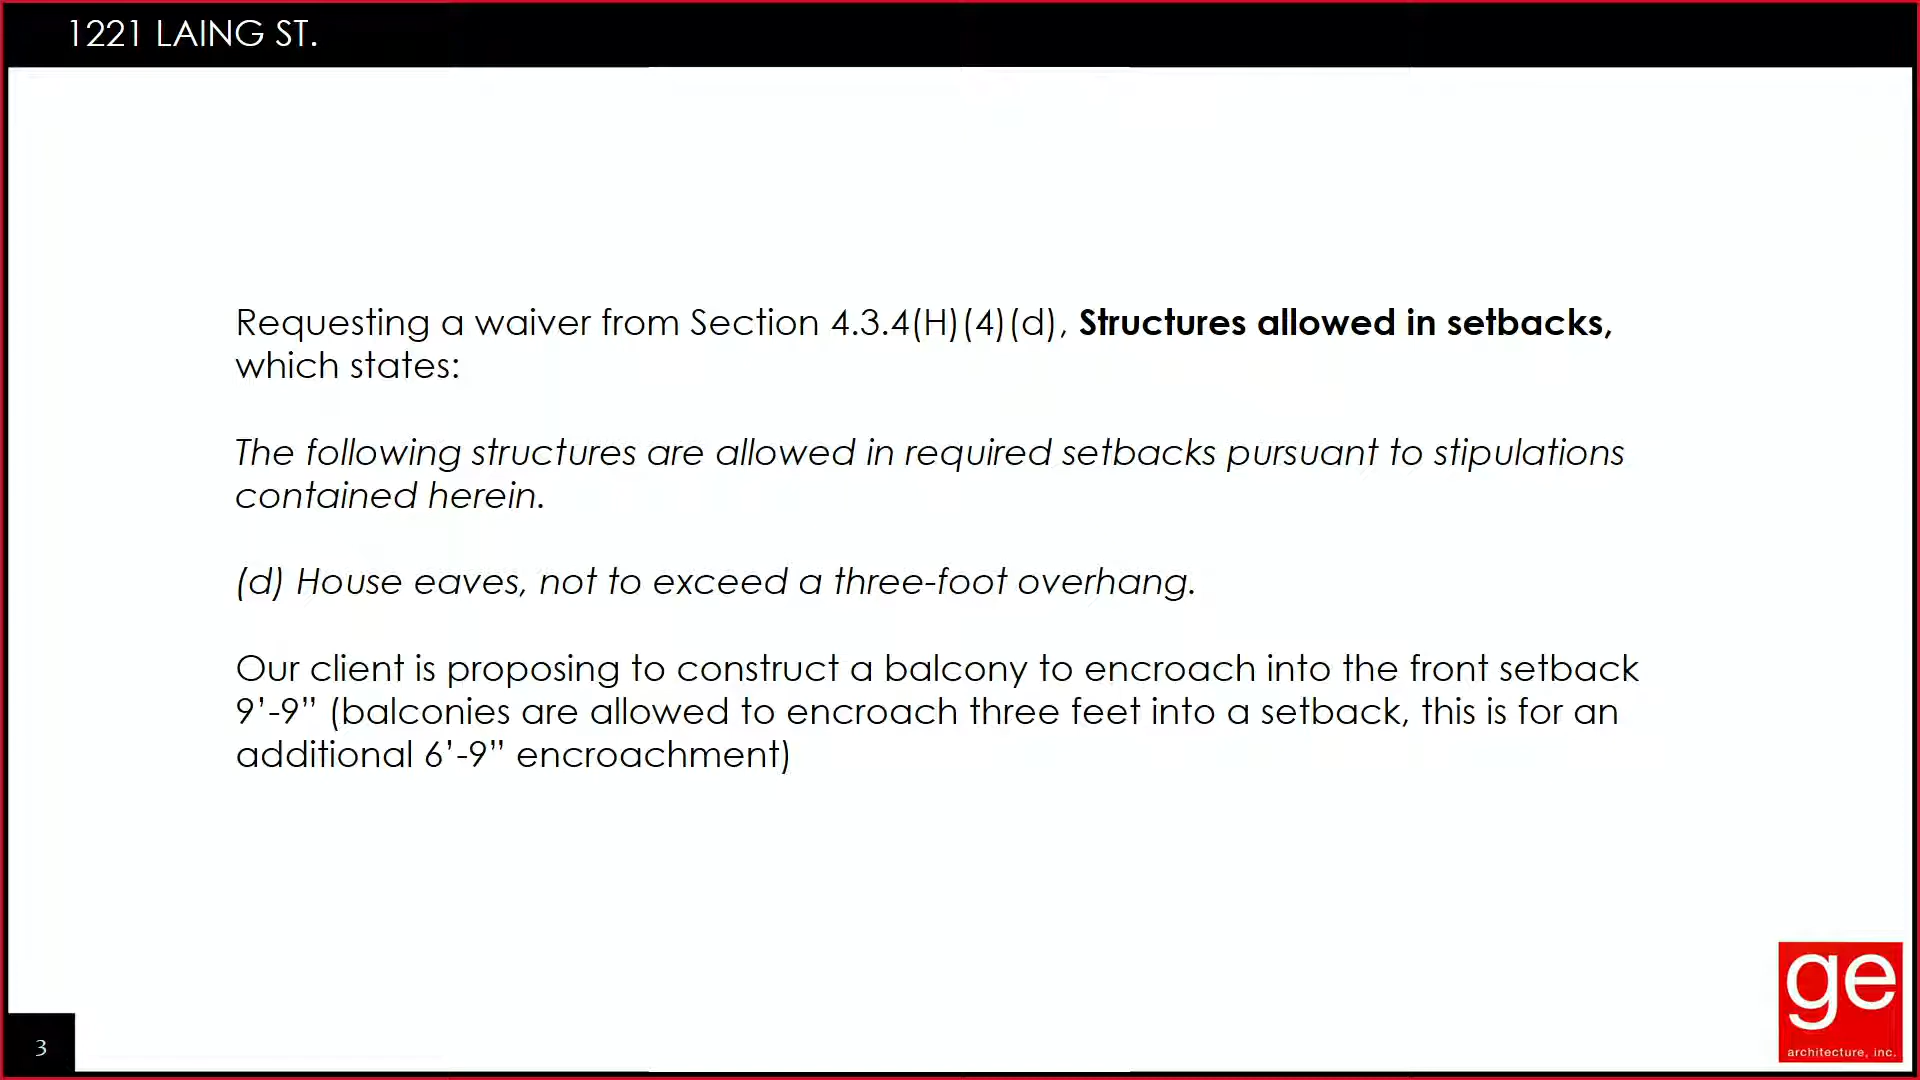 1221 LAING ST.
Requesting a waiver from Section 4.3.4(H)(4)(d), Structures allowed in setbacks,
which states:
The following structures are allowed in required setbacks pursuant to stipulations
contained herein.
(d) House eaves, not to exceed a three-foot overhang.
Our client is proposing to construct a balcony to encroach into the front setback
9’-9” (balconies are allowed to encroach three feet into a setback, this is for an
additional 6’-9” encroachment)
ge
architecture, inc.
3